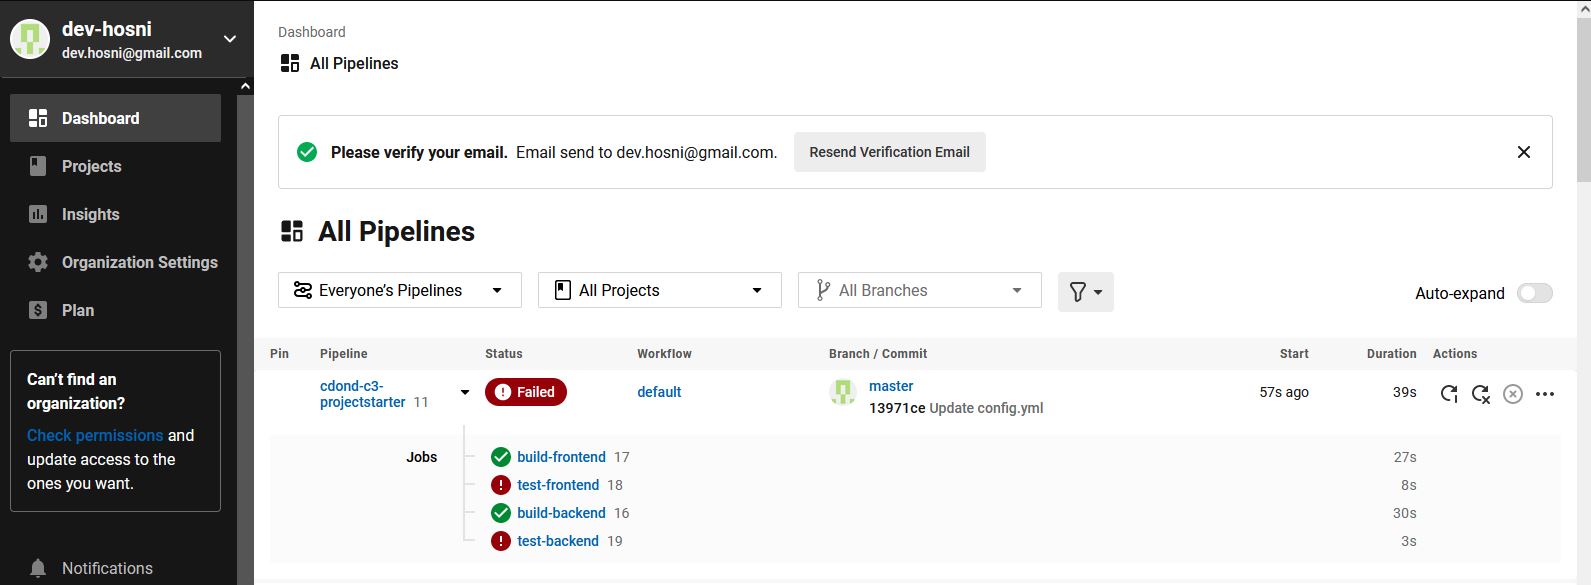 dev-hosni
dev.hosni@gmail.com
Dashboard
Projects
Insights
Organization Settings
Plan
Can't find an
organization?
Check permissions and
update access to the
ones you want.
Notifications
Dashboard
All Pipelines
Please verify your email. Email send to dev.hosni@gmail.com. Resend Verification Email
All Pipelines
Everyone's Pipelines All Projects All Branches Auto-expand
Pin Pipeline Status Workflow Branch / Commit Start Duration Actions
cdond-c3-
projectstarter 11 Failed default master 57s ago 39s
13971ce Update config.yml
Jobs build-frontend 17 27s
test-frontend 18 8s
build-backend 16 30s
test-backend 19 3s